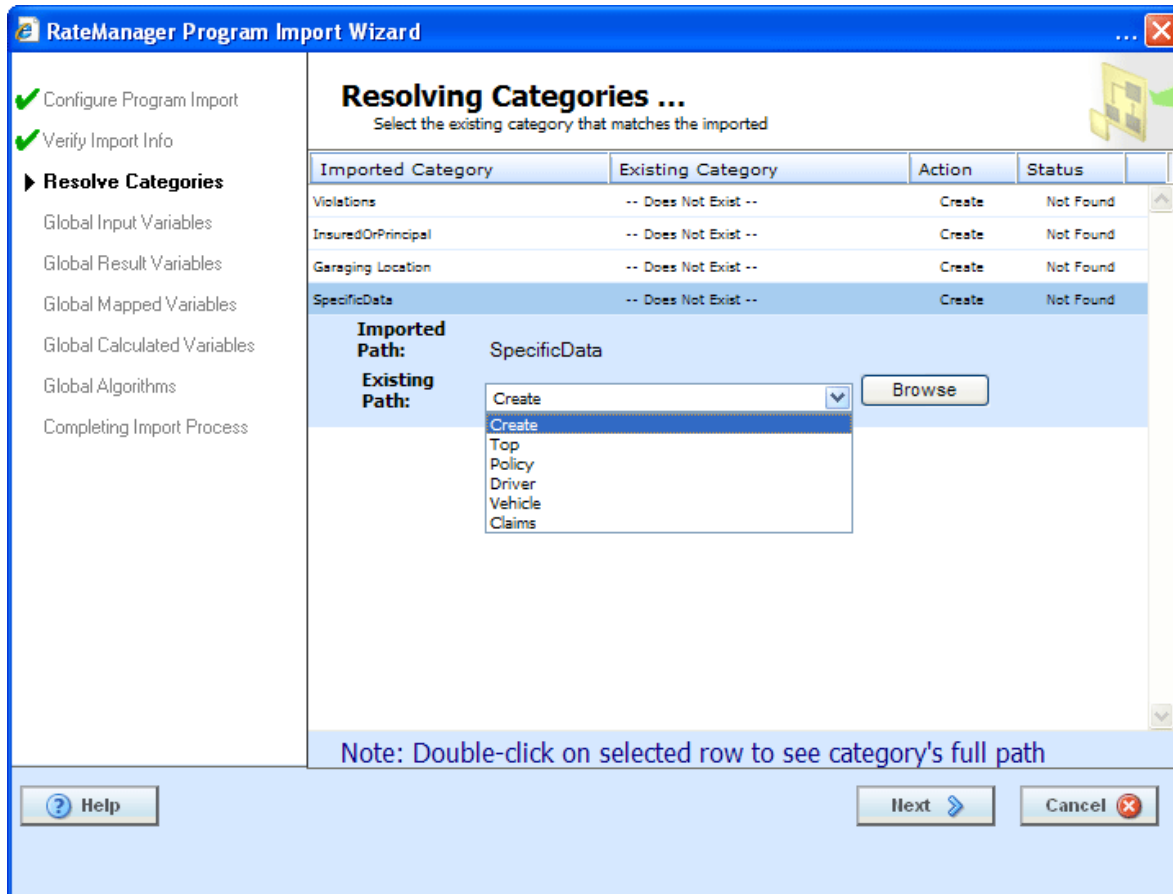 RateManager Program Import Wizard ...
Configure Program Import
Verify Import Info
Resolve Categories
Global Input Variables
Global Result Variables
Global Mapped Variables
Global Calculated Variables
Global Algorithms
Completing Import Process
Resolving Categories ...
Select the existing category that matches the imported
Imported Category Existing Category Action Status
Violations -- Does Not Exist -- Create Not Found
InsuredOrPrincipal -- Does Not Exist -- Create Not Found
Garaging Location -- Does Not Exist -- Create Not Found
SpecificData -- Does Not Exist -- Create Not Found
Imported
Path: SpecificData
Existing
Path: Create Browse
Create
Top
Policy
Driver
Vehicle
Claims
Note: Double-click on selected row to see category's full path
Help Next Cancel